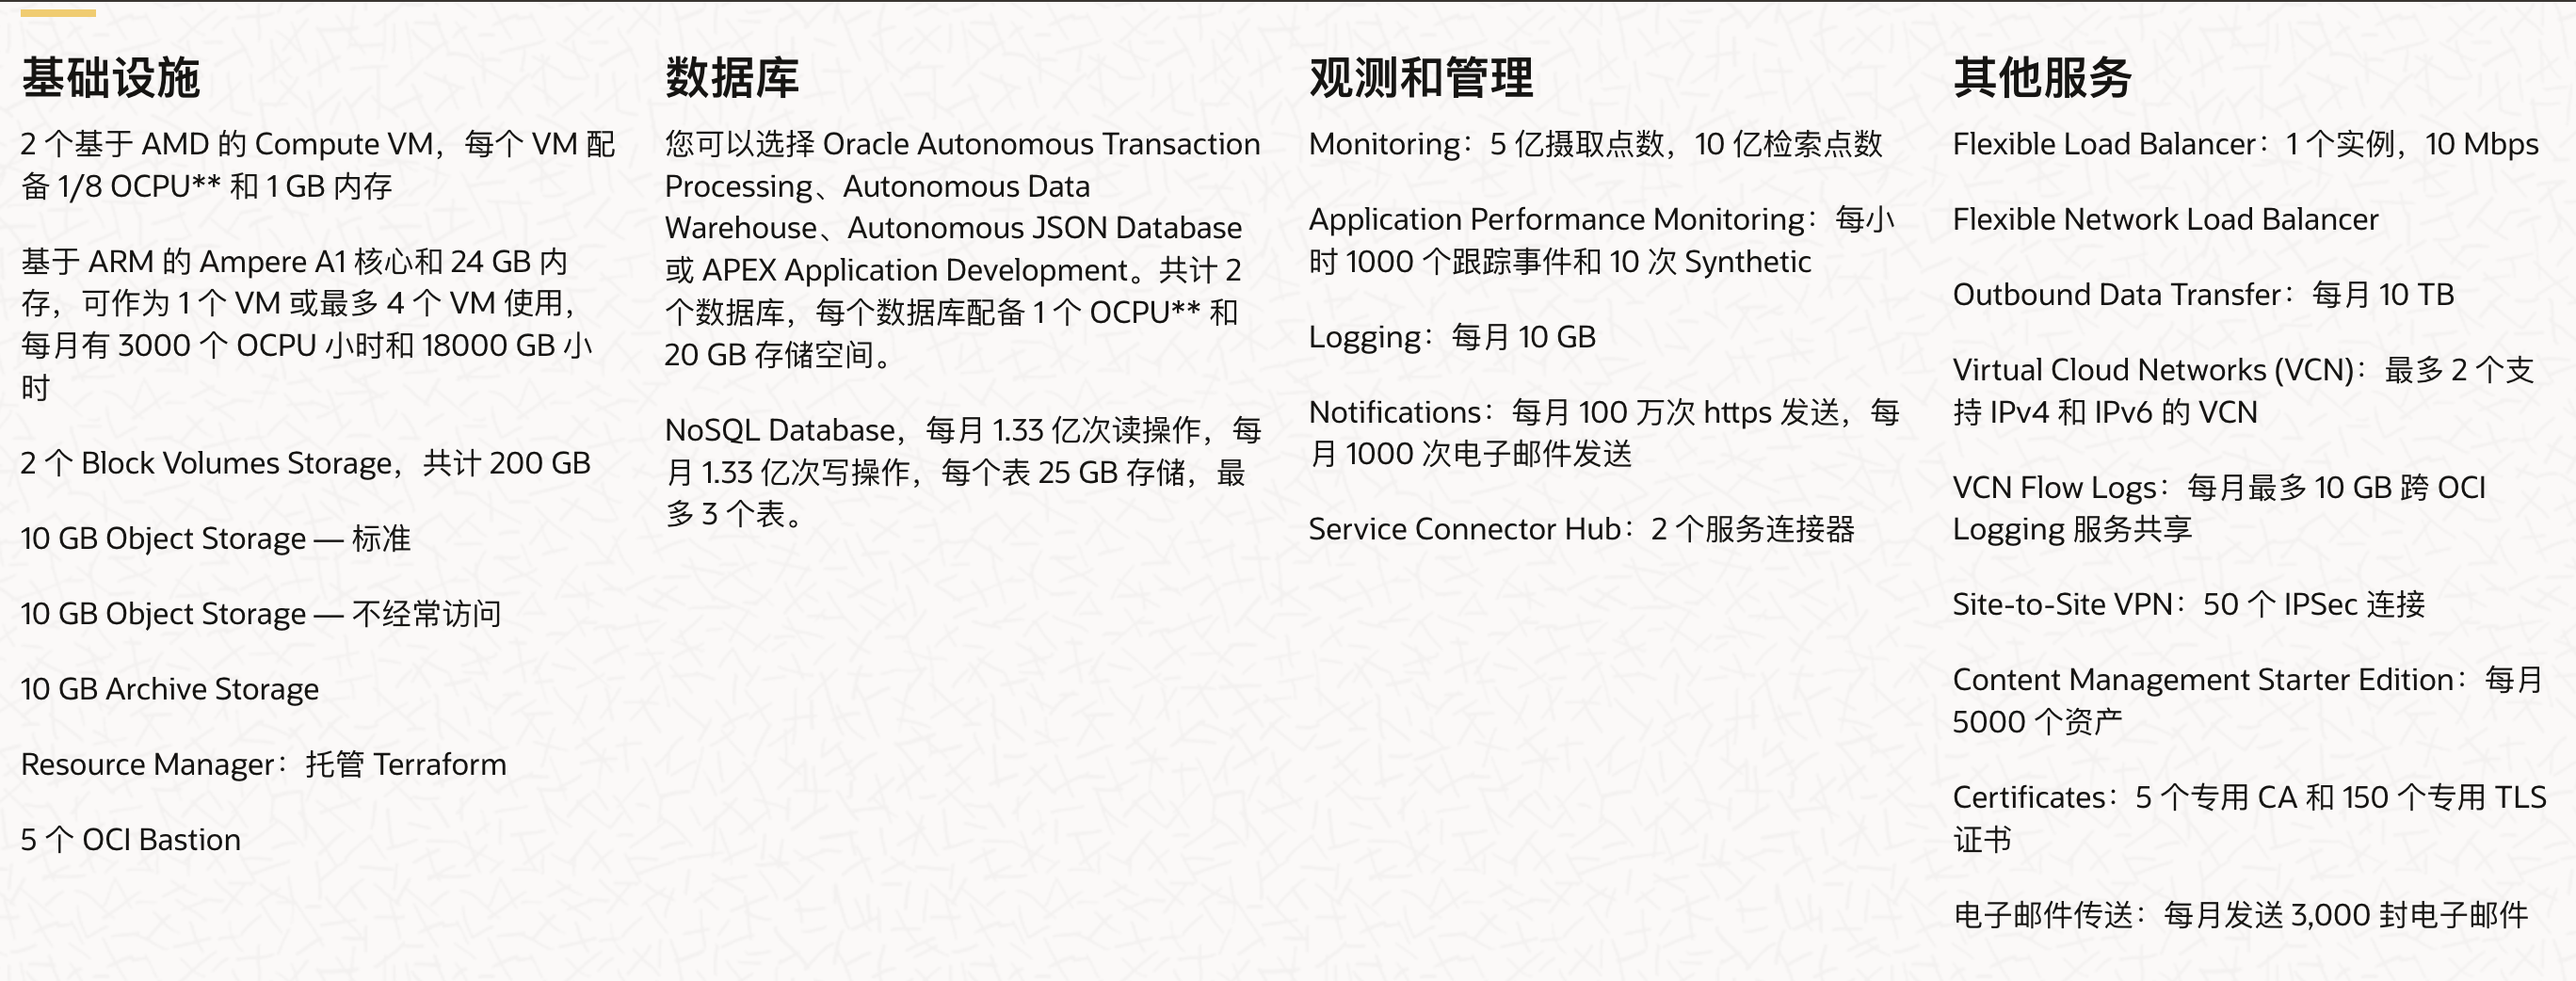 基础设施
2 个基于 AMD 的 Compute VM，每个 VM 配
备 1/8 OCPU** 和 1 GB 内存
基于 ARM 的 Ampere A1 核心和 24 GB 内
存，可作为 1 个 VM 或最多 4 个 VM 使用，
每月有 3000 个 OCPU 小时和 18000 GB 小
时
2 个 Block Volumes Storage，共计 200 GB
10 GB Object Storage — 标准
10 GB Object Storage — 不经常访问
10 GB Archive Storage
Resource Manager：托管 Terraform
5 个 OCI Bastion
数据库
您可以选择 Oracle Autonomous Transaction
Processing、Autonomous Data
Warehouse、Autonomous JSON Database
或 APEX Application Development。共计 2
个数据库，每个数据库配备 1 个 OCPU** 和
20 GB 存储空间。
NoSQL Database，每月 1.33 亿次读操作，每
月 1.33 亿次写操作，每个表 25 GB 存储，最
多 3 个表。
观测和管理
Monitoring：5 亿摄取点数，10 亿检索点数
Application Performance Monitoring：每小
时 1000 个跟踪事件和 10 次 Synthetic
Logging：每月 10 GB
Notifications：每月 100 万次 https 发送，每
月 1000 次电子邮件发送
Service Connector Hub：2 个服务连接器
其他服务
Flexible Load Balancer：1 个实例，10 Mbps
Flexible Network Load Balancer
Outbound Data Transfer：每月 10 TB
Virtual Cloud Networks (VCN)：最多 2 个支
持 IPv4 和 IPv6 的 VCN
VCN Flow Logs：每月最多 10 GB 跨 OCI
Logging 服务共享
Site-to-Site VPN：50 个 IPSec 连接
Content Management Starter Edition：每月
5000 个资产
Certificates：5 个专用 CA 和 150 个专用 TLS
证书
电子邮件传送：每月发送 3,000 封电子邮件